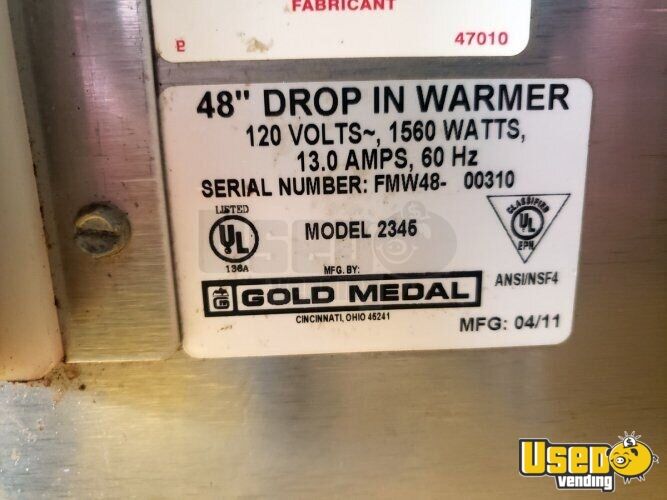 FABRICANT
47010
48" DROP IN WARMER
120 VOLTS~, 1560 WATTS,
13.0 AMPS, 60 Hz
SERIAL NUMBER: FMW48- 00310
LISTED
UL
136A
MODEL 2345
CLASSIFIED
UL
EPH
ANSI/NSF4
MFG. BY:
GOLD MEDAL
CINCINNATI, OHIO 45241
MFG: 04/11
USED
vending